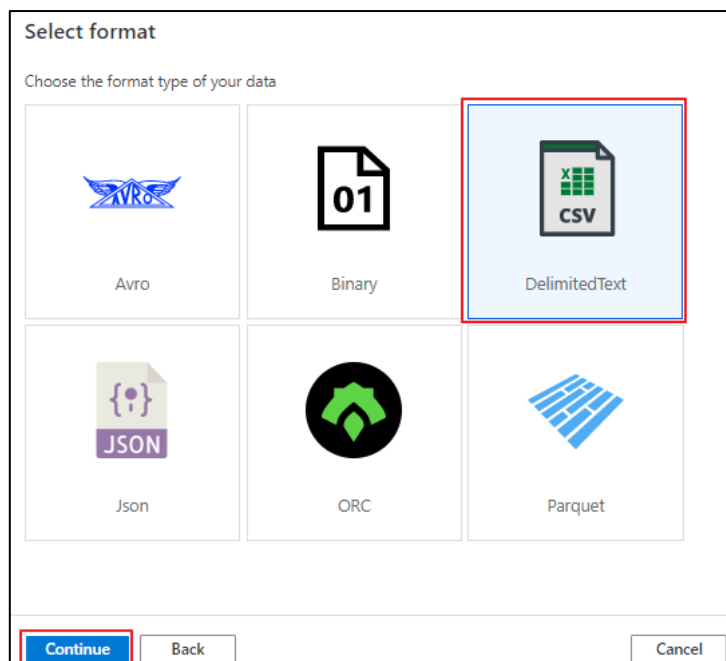 Select format
Choose the format type of your data
AVRO
01
X
CSV
Avro
Binary
DelimitedText
{ }
JSON
Json
ORC
Parquet
Continue
Back
Cancel